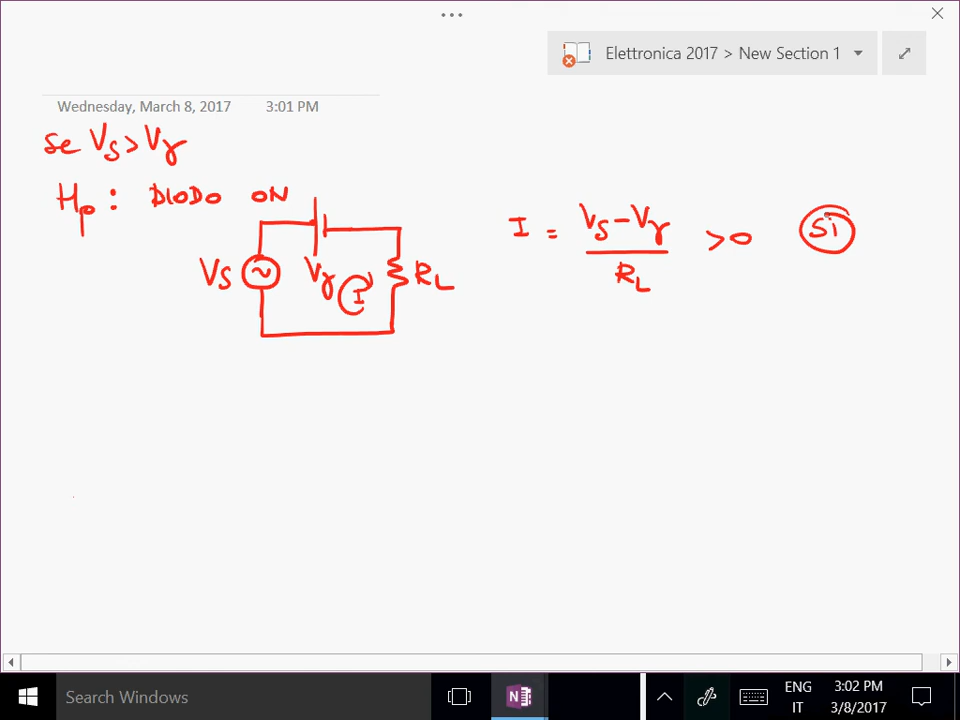 Elettronica 2017 > New Section 1
Wednesday, March 8, 2017 3:01 PM
se Vs > Vγ
Hp : DIODO ON
I = Vs - Vγ / RL > 0 SI
Vs Vγ I RL
Search Windows
N
ENG
IT
3:02 PM
3/8/2017